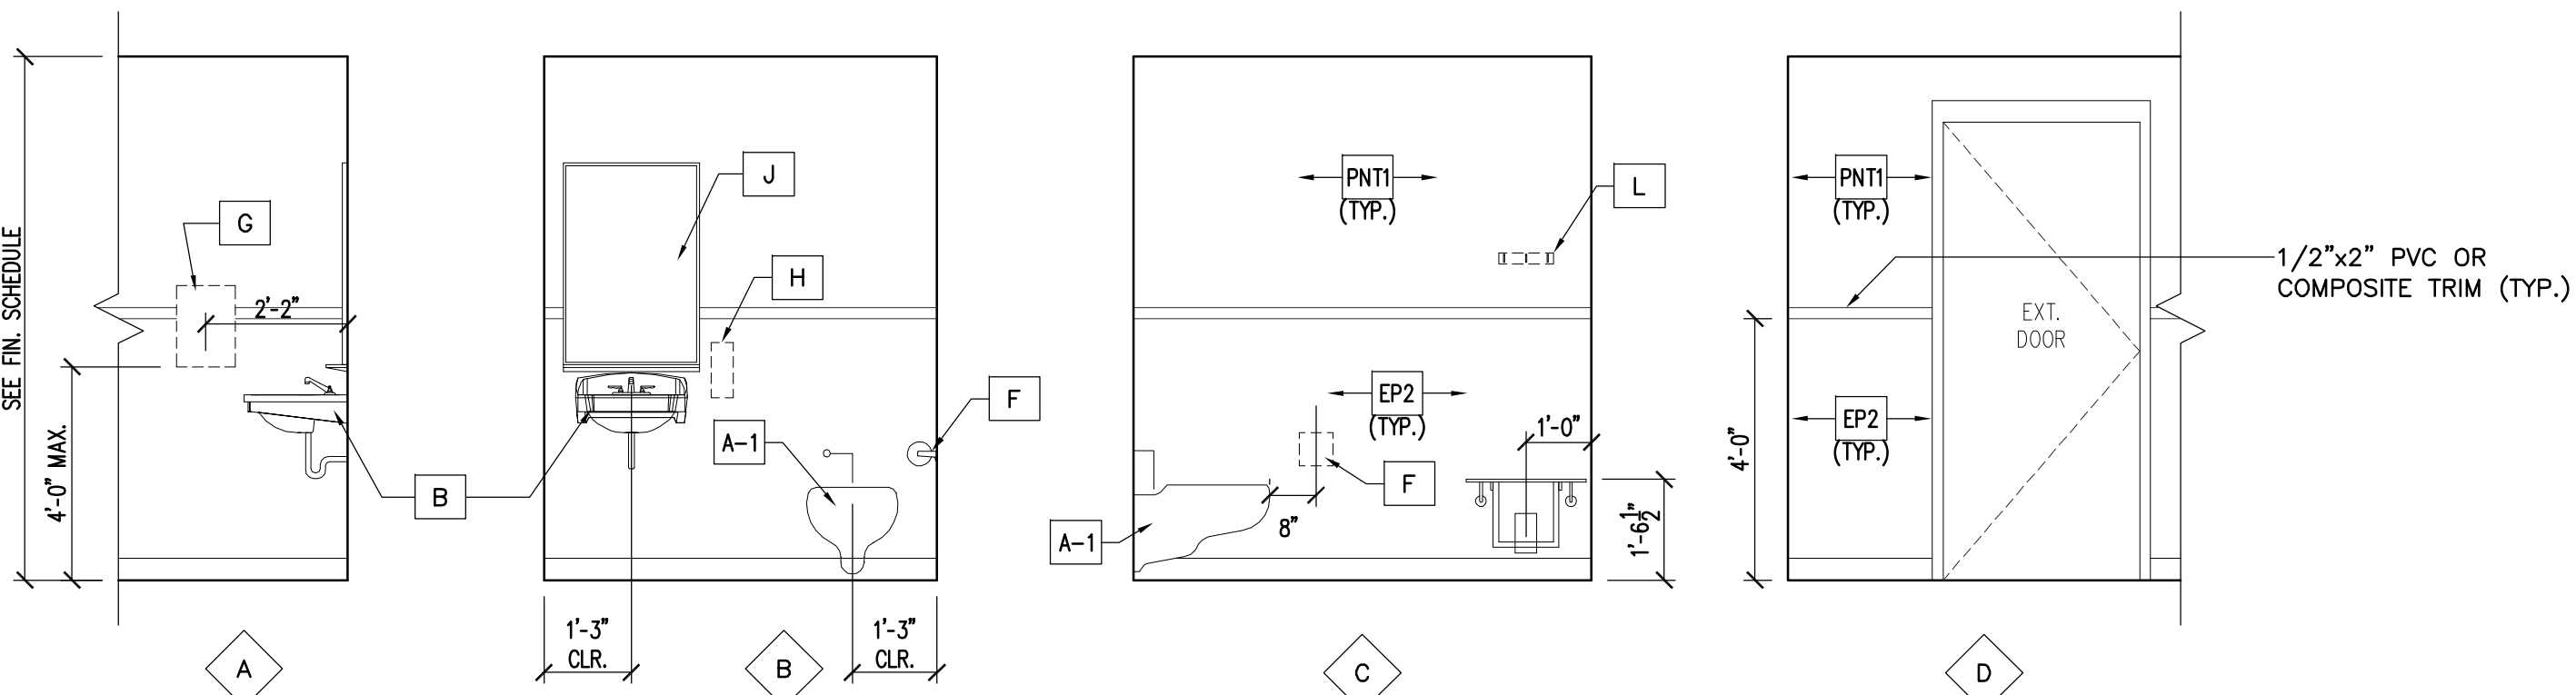 SEE FIN. SCHEDULE
4'-0" MAX.
G
2'-2"
B
A
J
H
A-1
F
1'-3"
CLR.
1'-3"
CLR.
B
PNT1
(TYP.)
L
EP2
(TYP.)
F
A-1
8"
1'-0"
1'-6 1/2"
C
PNT1
(TYP.)
EP2
(TYP.)
4'-0"
EXT.
DOOR
1/2"x2" PVC OR
COMPOSITE TRIM (TYP.)
D